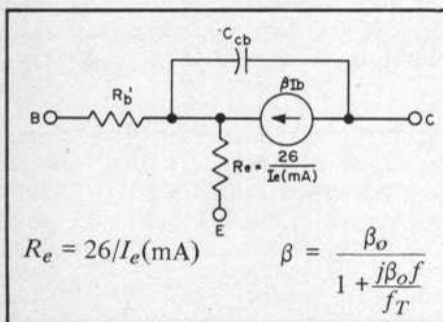 C_cb
R_b' βI_b
B C
R_e = 26/I_e(mA)
E
R_e = 26/I_e(mA) β = β_o / (1 + jβ_o f / f_T)